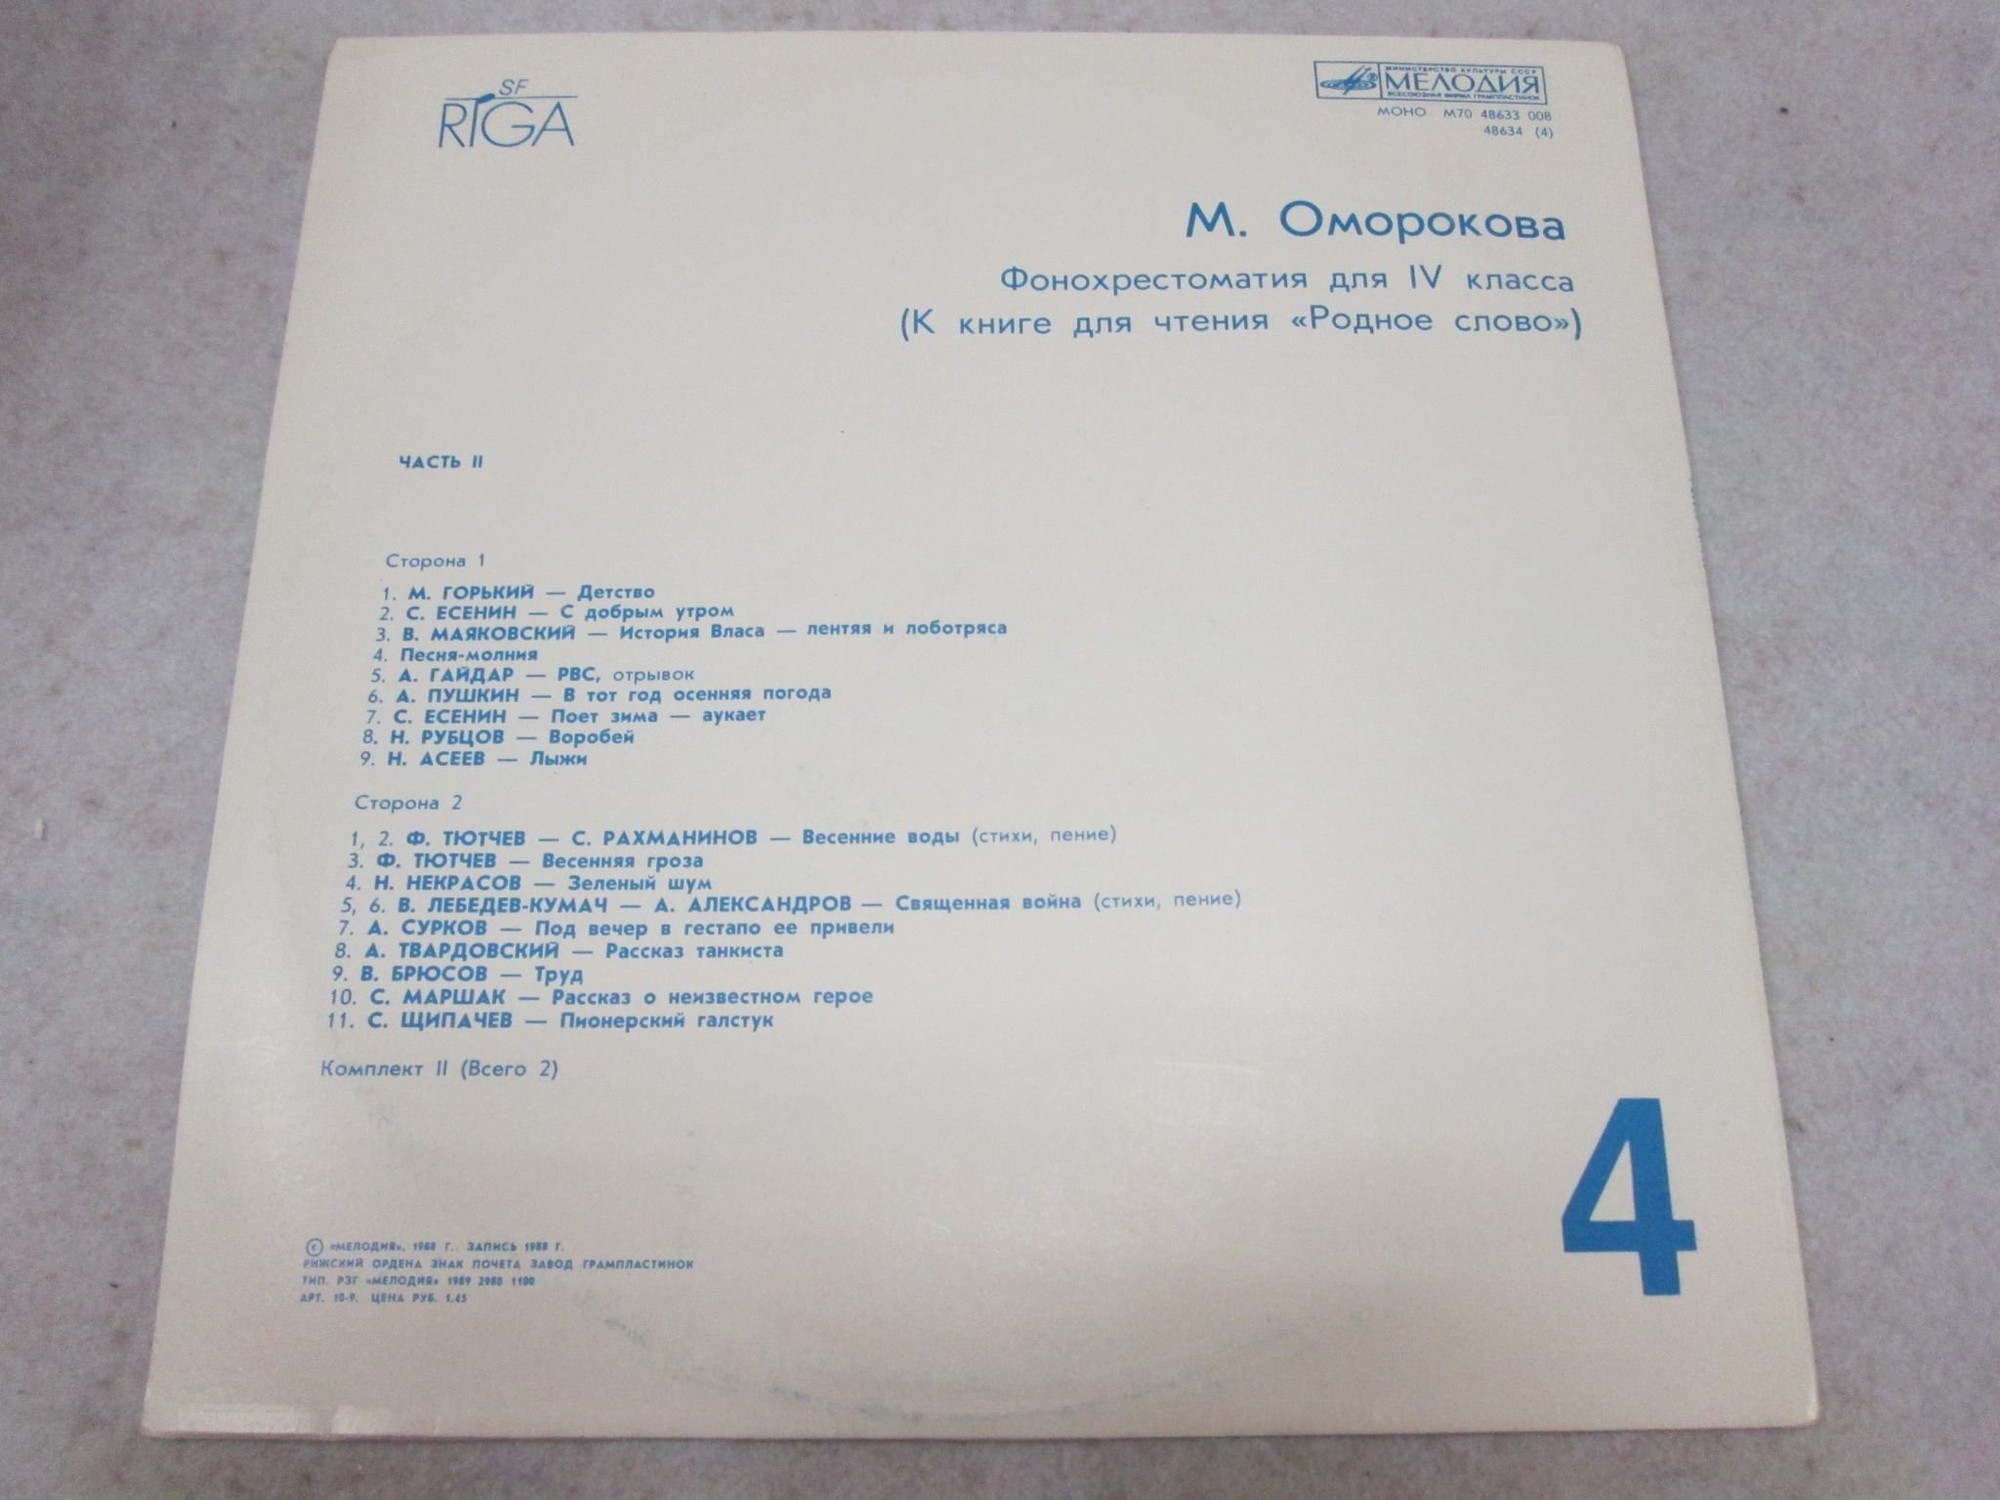 SF
RIGA
МИНИСТЕРСТВО КУЛЬТУРЫ СССР
МЕЛОДИЯ
ВСЕСОЮЗНАЯ ФИРМА ГРАМПЛАСТИНОК
МОНО М70 48633 008
48634 (4)
М. Оморокова
Фонохрестоматия для IV класса
(К книге для чтения «Родное слово»)
ЧАСТЬ II
Сторона 1
1. М. ГОРЬКИЙ — Детство
2. С. ЕСЕНИН — С добрым утром
3. В. МАЯКОВСКИЙ — История Власа — лентяя и лоботряса
4. Песня-молния
5. А. ГАЙДАР — РВС, отрывок
6. А. ПУШКИН — В тот год осенняя погода
7. С. ЕСЕНИН — Поет зима — аукает
8. Н. РУБЦОВ — Воробей
9. Н. АСЕЕВ — Лыжи
Сторона 2
1, 2. Ф. ТЮТЧЕВ — С. РАХМАНИНОВ — Весенние воды (стихи, пение)
3. Ф. ТЮТЧЕВ — Весенняя гроза
4. Н. НЕКРАСОВ — Зеленый шум
5, 6. В. ЛЕБЕДЕВ-КУМАЧ — А. АЛЕКСАНДРОВ — Священная война (стихи, пение)
7. А. СУРКОВ — Под вечер в гестапо ее привели
8. А. ТВАРДОВСКИЙ — Рассказ танкиста
9. В. БРЮСОВ — Труд
10. С. МАРШАК — Рассказ о неизвестном герое
11. С. ЩИПАЧЕВ — Пионерский галстук
Комплект II (Всего 2)
4
© «МЕЛОДИЯ», 1988 Г. ЗАПИСЬ 1988 Г.
РИЖСКИЙ ОРДЕНА ЗНАК ПОЧЕТА ЗАВОД ГРАМПЛАСТИНОК
ТИП. РЗГ «МЕЛОДИЯ» 1989 2980 1100
АРТ. 10-9. ЦЕНА РУБ. 1.45